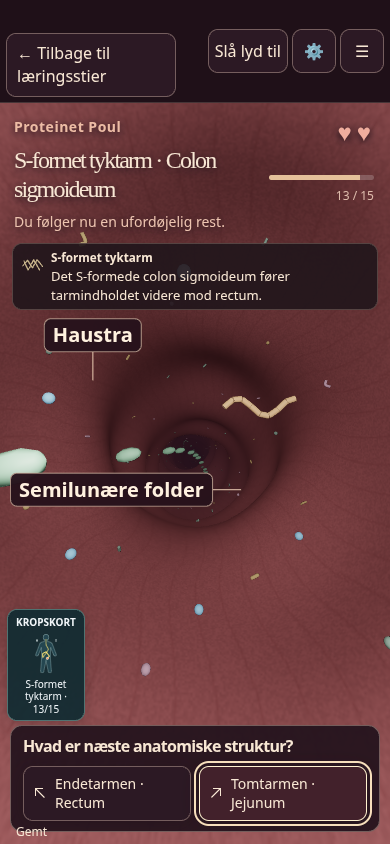 ← Tilbage til
læringsstier
Slå lyd til
Proteinet Poul
S-formet tyktarm · Colon
sigmoideum
13 / 15
Du følger nu en ufordøjelig rest.
S-formet tyktarm
Det S-formede colon sigmoideum fører
tarmindholdet videre mod rectum.
Haustra
Semilunære folder
KROPSKORT
S-formet
tyktarm ·
13/15
Hvad er næste anatomiske struktur?
Endetarmen ·
Rectum
Tomtarmen ·
Jejunum
Gemt